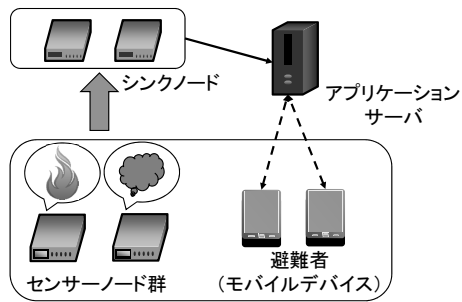 シンクノード
アプリケーション
サーバ
センサーノード群
避難者
(モバイルデバイス)